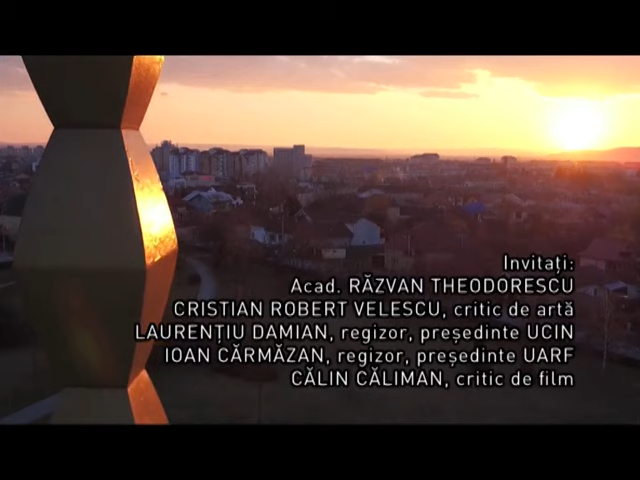 Invitați:
Acad. RĂZVAN THEODORESCU
CRISTIAN ROBERT VELESCU, critic de artă
LAURENȚIU DAMIAN, regizor, președinte UCIN
IOAN CĂRMĂZAN, regizor, președinte UARF
CĂLIN CĂLIMAN, critic de film